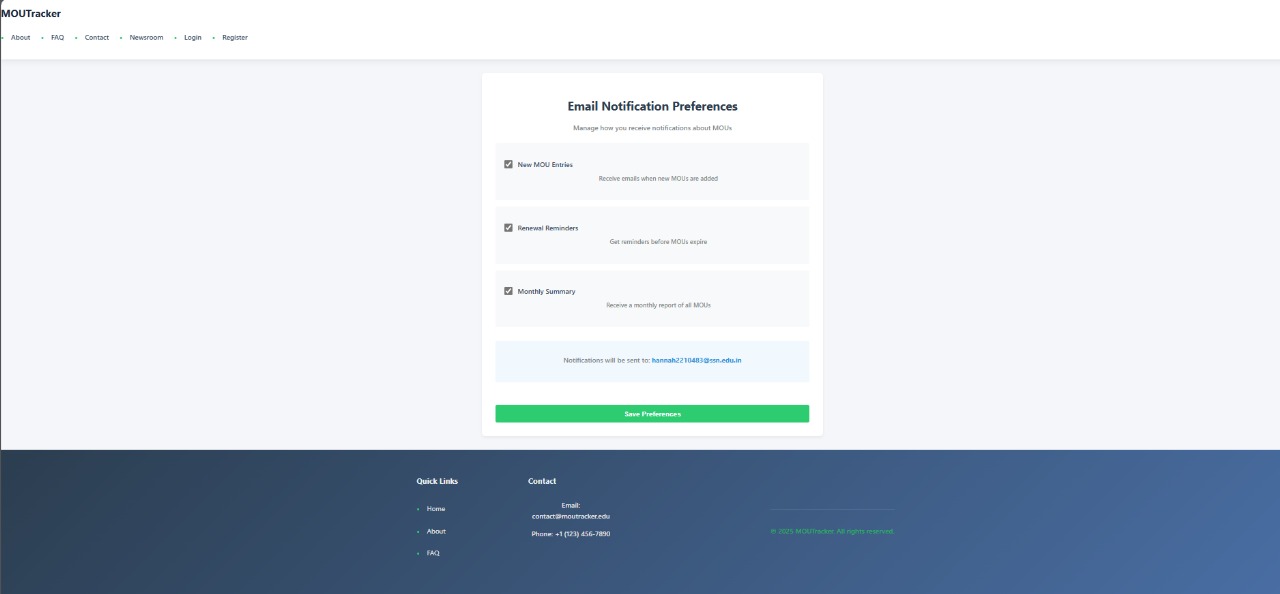 MOUTracker
About FAQ Contact Newsroom Login Register
Email Notification Preferences
Manage how you receive notifications about MOUs
New MOU Entries
Receive emails when new MOUs are added
Renewal Reminders
Get reminders before MOUs expire
Monthly Summary
Receive a monthly report of all MOUs
Notifications will be sent to: hannah2210483@ssn.edu.in
Save Preferences
Quick Links
Home
About
FAQ
Contact
Email:
contact@moutracker.edu
Phone: +1 (123) 456-7890
© 2025 MOUTracker. All rights reserved.